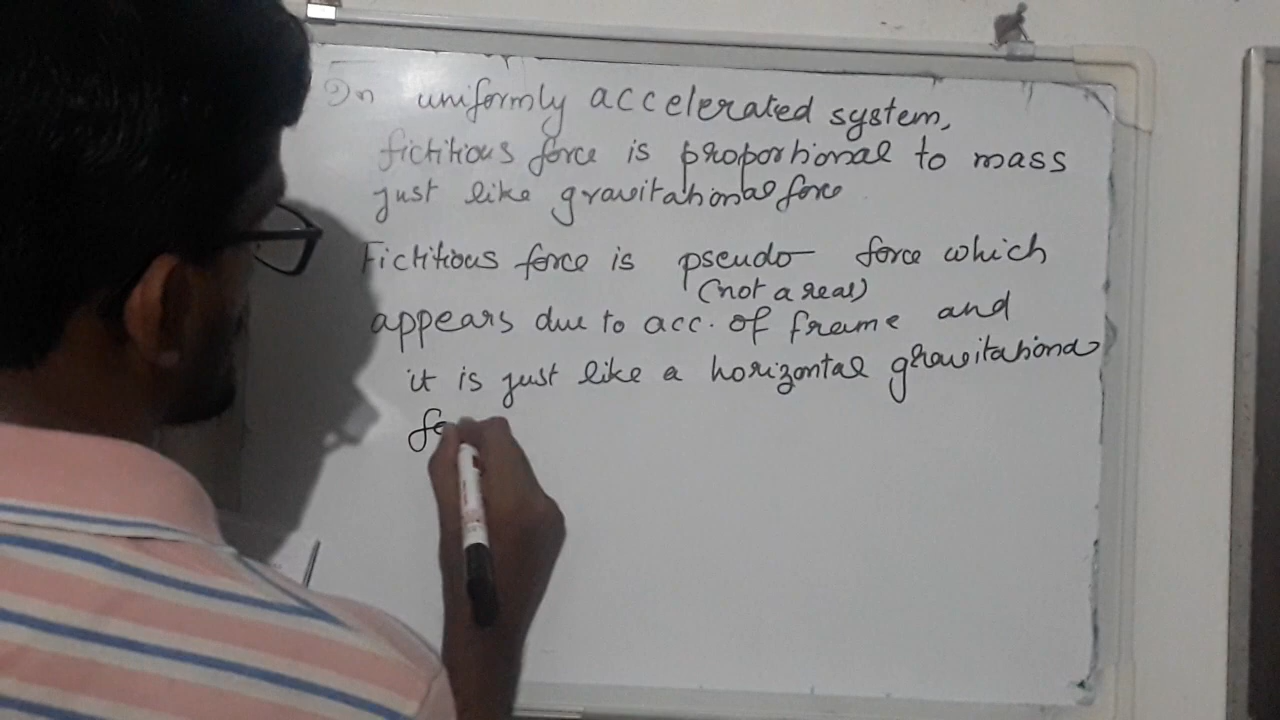 In uniformly accelerated system,
fictitious force is proportional to mass
just like gravitational force
Fictitious force is pseudo force which
(not a real)
appears due to acc. of frame and
it is just like a horizontal gravitational
fo